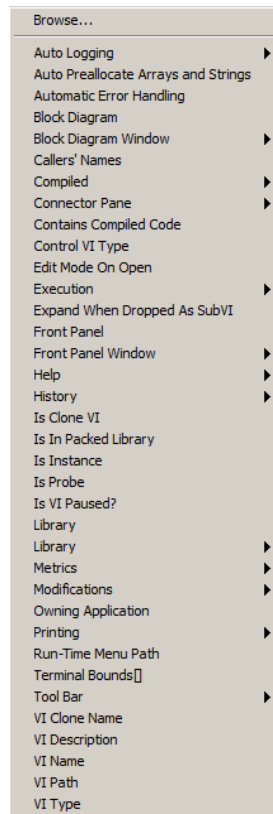 Browse...
Auto Logging
Auto Preallocate Arrays and Strings
Automatic Error Handling
Block Diagram
Block Diagram Window
Callers' Names
Compiled
Connector Pane
Contains Compiled Code
Control VI Type
Edit Mode On Open
Execution
Expand When Dropped As SubVI
Front Panel
Front Panel Window
Help
History
Is Clone VI
Is In Packed Library
Is Instance
Is Probe
Is VI Paused?
Library
Library
Metrics
Modifications
Owning Application
Printing
Run-Time Menu Path
Terminal Bounds[]
Tool Bar
VI Clone Name
VI Description
VI Name
VI Path
VI Type